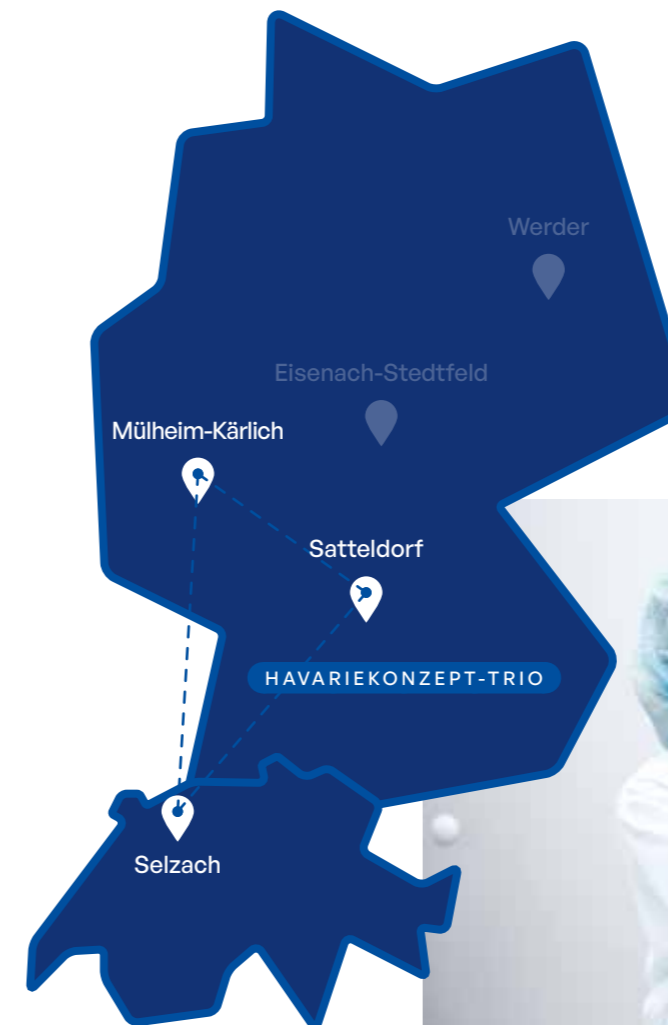 Werder
Eisenach-Stedtfeld
Mülheim-Kärlich
Satteldorf
HAVARIEKONZEPT-TRIO
Selzach